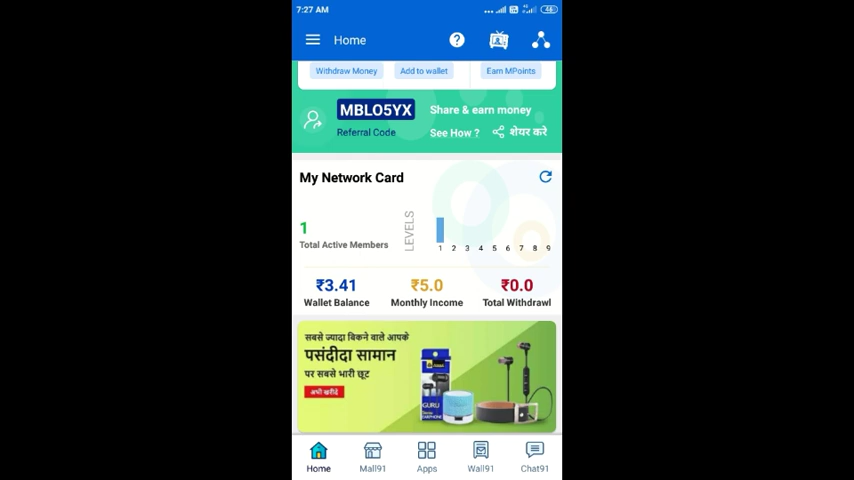 7:27 AM
Home
Withdraw Money Add to wallet Earn MPoints
MBLO5YX Share & earn money
Referral Code See How ? शेयर करे
My Network Card
1
Total Active Members
LEVELS
1 2 3 4 5 6 7 8 9
₹3.41 ₹5.0 ₹0.0
Wallet Balance Monthly Income Total Withdrawl
सबसे ज्यादा बिकने वाले आपके
पसंदीदा सामान
पर सबसे भारी छूट
अभी खरीदें
GURU
Home Mall91 Apps Wall91 Chat91